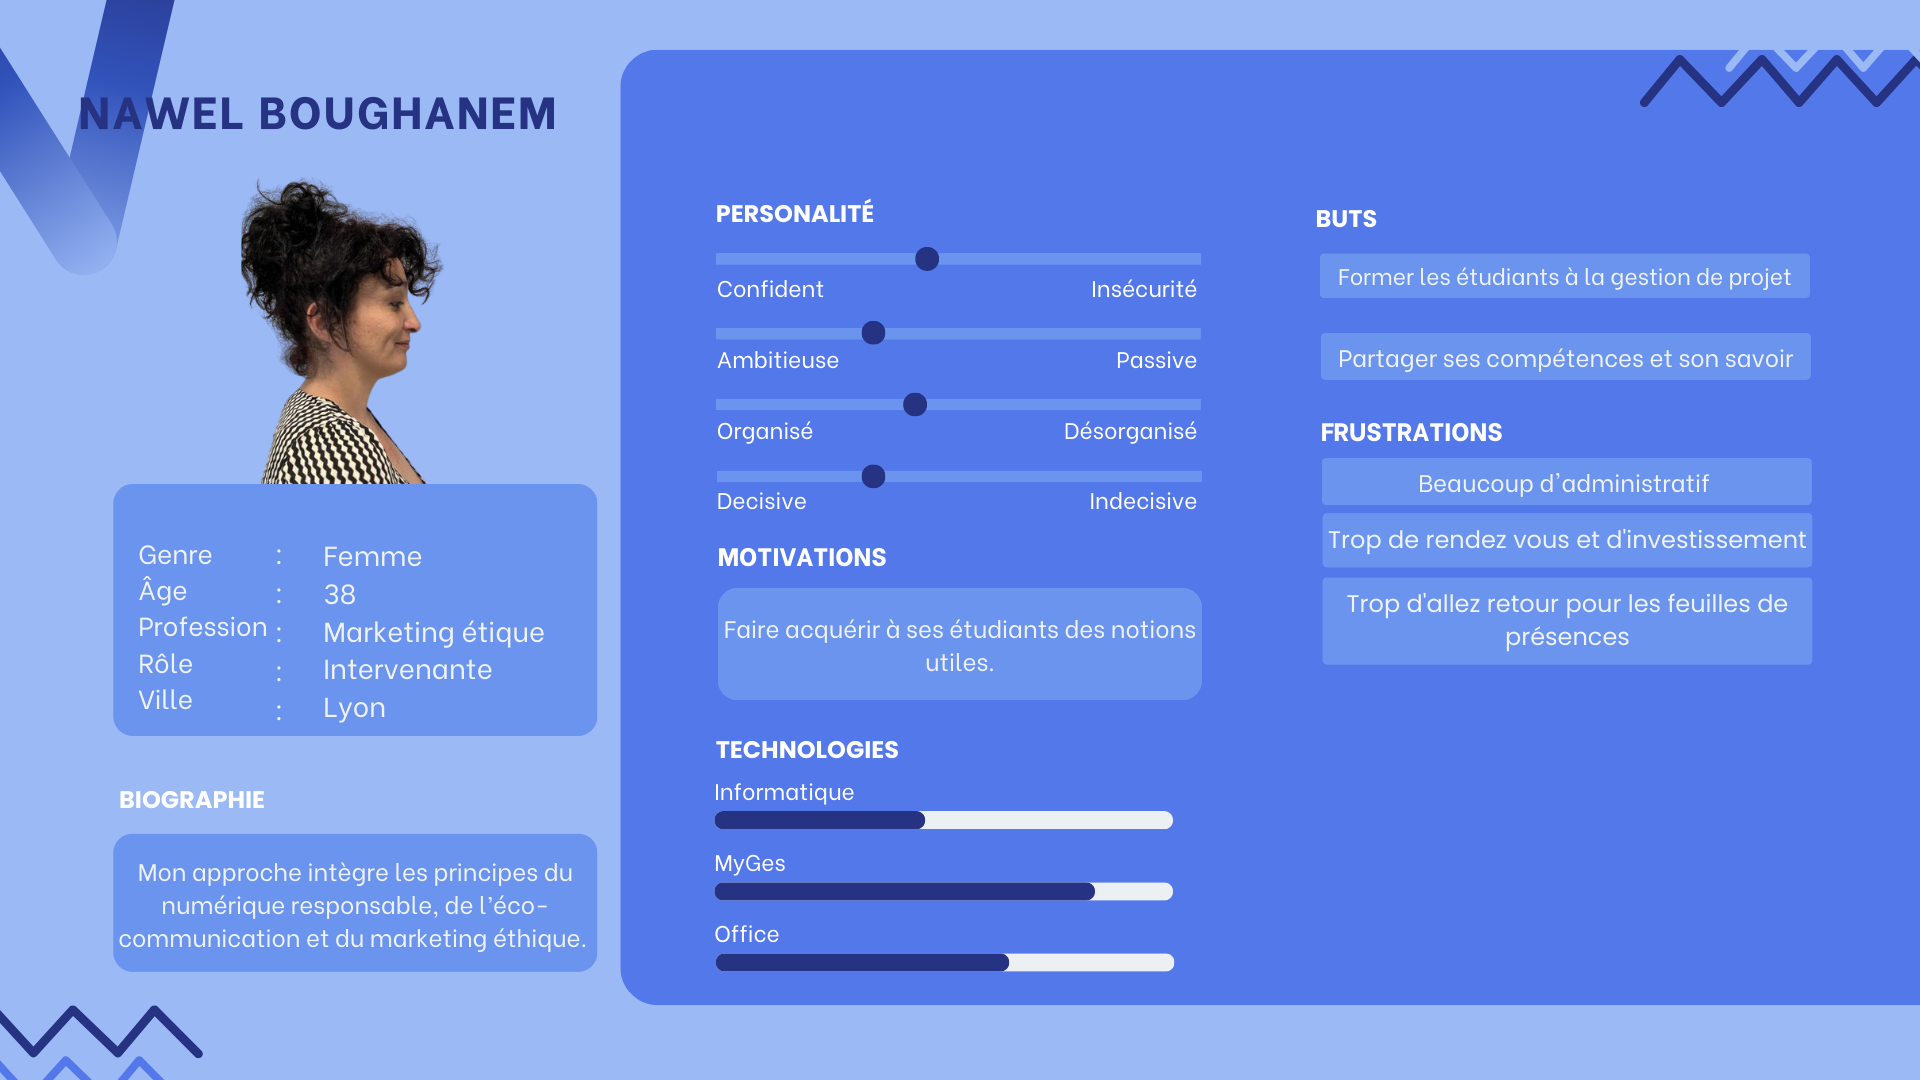 NAWEL BOUGHANEM
Genre : Femme
Âge : 38
Profession : Marketing étique
Rôle : Intervenante
Ville : Lyon
BIOGRAPHIE
Mon approche intègre les principes du
numérique responsable, de l'éco-
communication et du marketing éthique.
PERSONALITÉ
Confident Insécurité
Ambitieuse Passive
Organisé Désorganisé
Decisive Indecisive
MOTIVATIONS
Faire acquérir à ses étudiants des notions
utiles.
TECHNOLOGIES
Informatique
MyGes
Office
BUTS
Former les étudiants à la gestion de projet
Partager ses compétences et son savoir
FRUSTRATIONS
Beaucoup d'administratif
Trop de rendez vous et d'investissement
Trop d'allez retour pour les feuilles de
présences